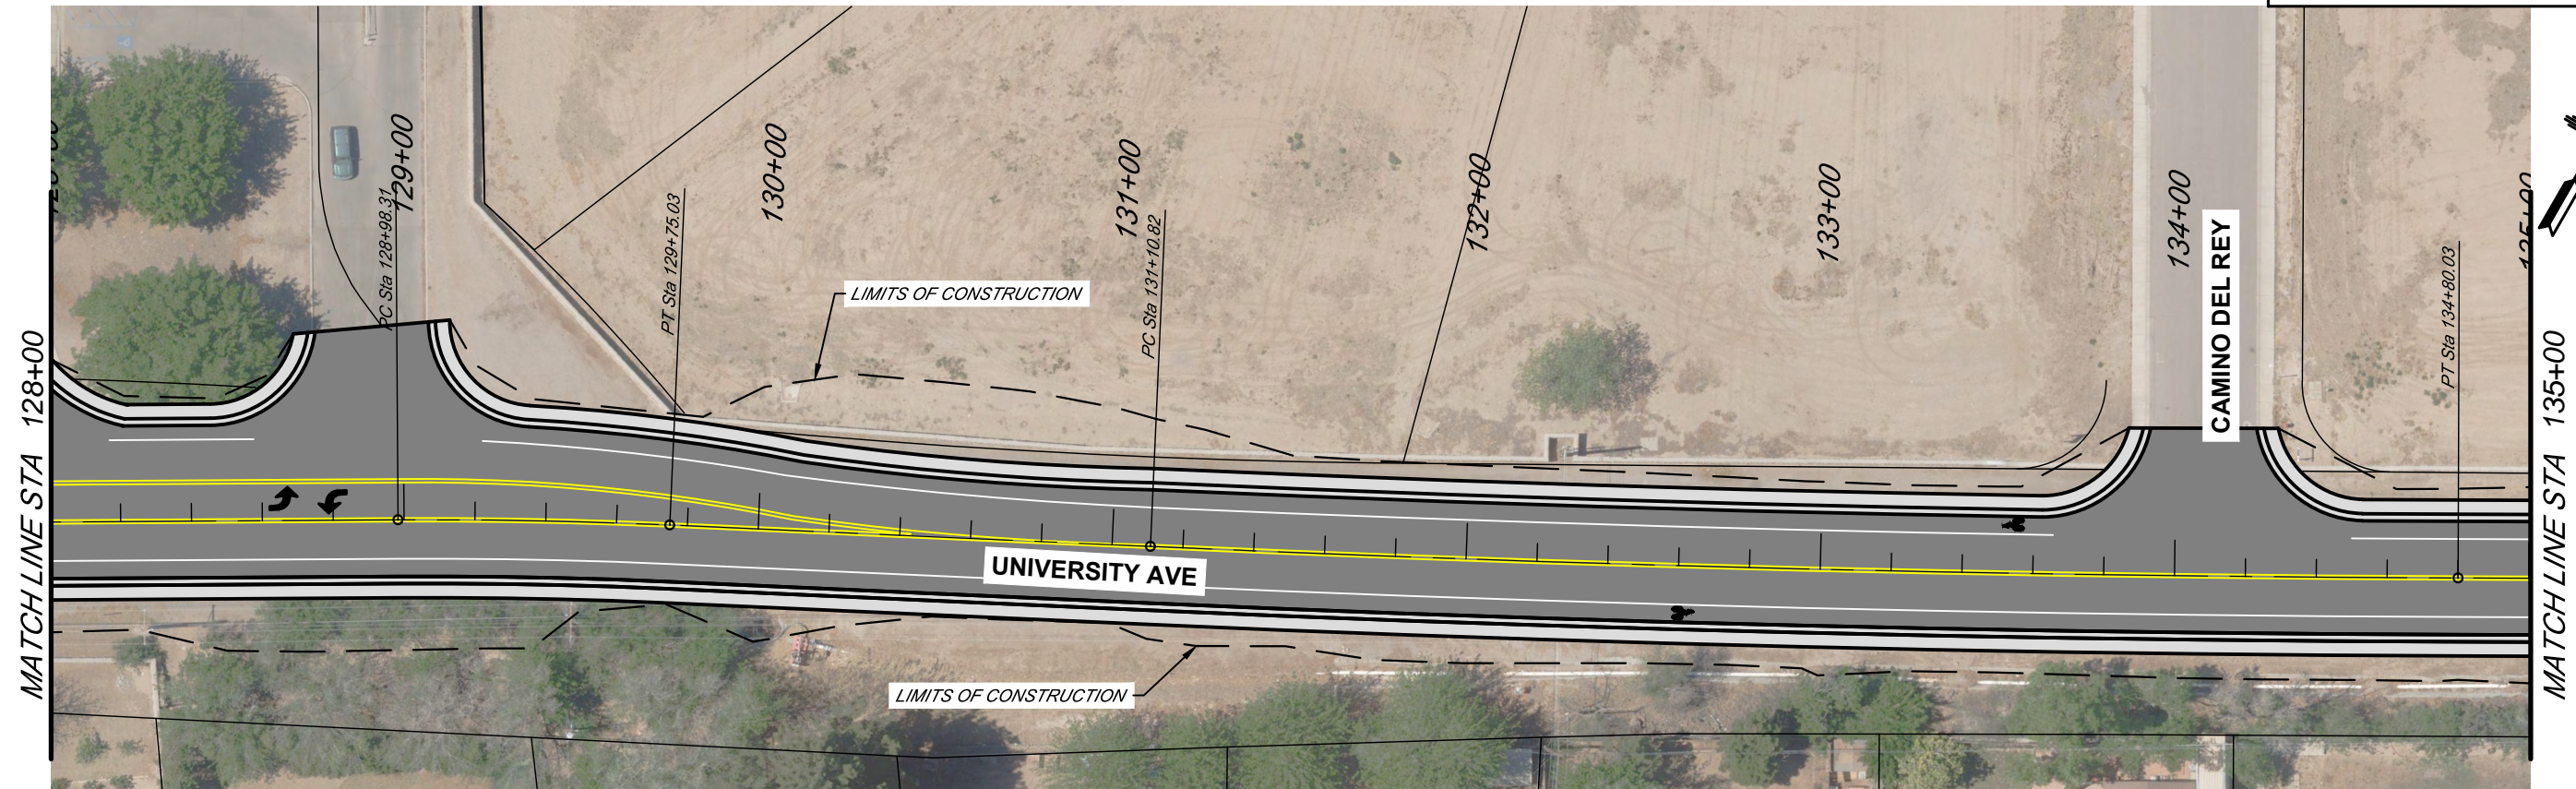 MATCH LINE STA 128+00
PC Sta 128+98.31
129+00
PT Sta 129+75.03
130+00
LIMITS OF CONSTRUCTION
131+00
PC Sta 131+10.82
132+00
133+00
134+00
CAMINO DEL REY
PT Sta 134+80.03
MATCH LINE STA 135+00
UNIVERSITY AVE
LIMITS OF CONSTRUCTION